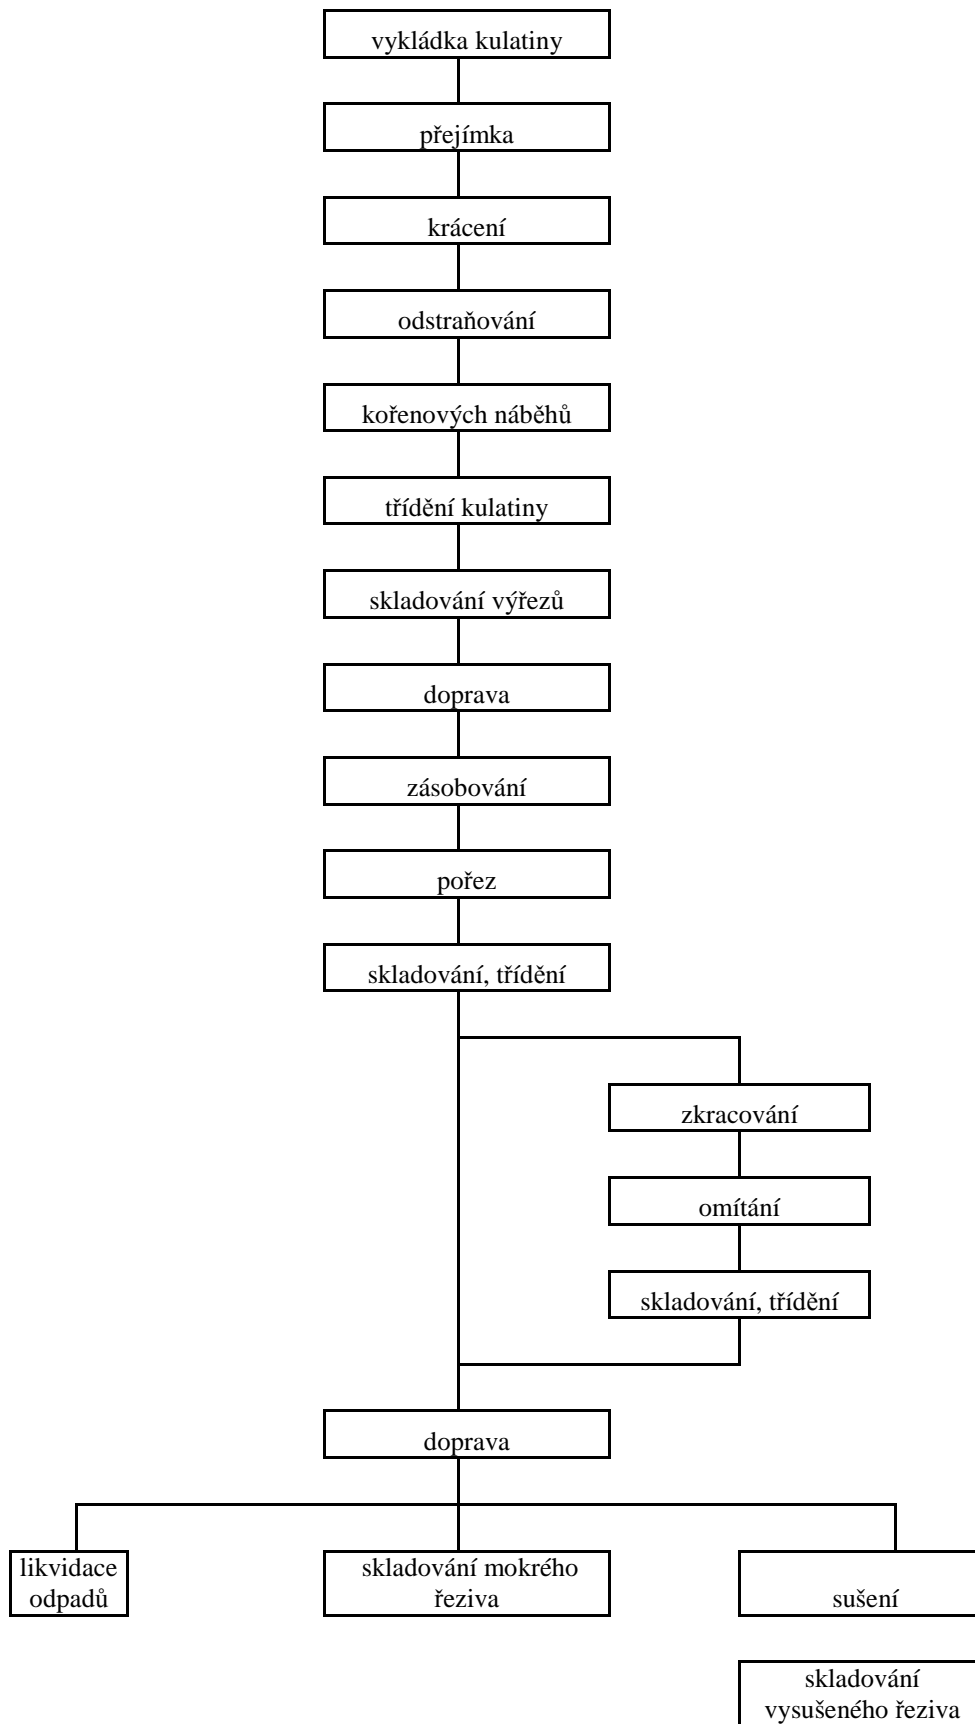 vykládka kulatiny
přejímka
krácení
odstraňování
kořenových náběhů
třídění kulatiny
skladování výřezů
doprava
zásobování
pořez
skladování, třídění
zkracování
omítání
skladování, třídění
doprava
likvidace
odpadů
skladování mokrého
řeziva
sušení
skladování
vysušeného řeziva